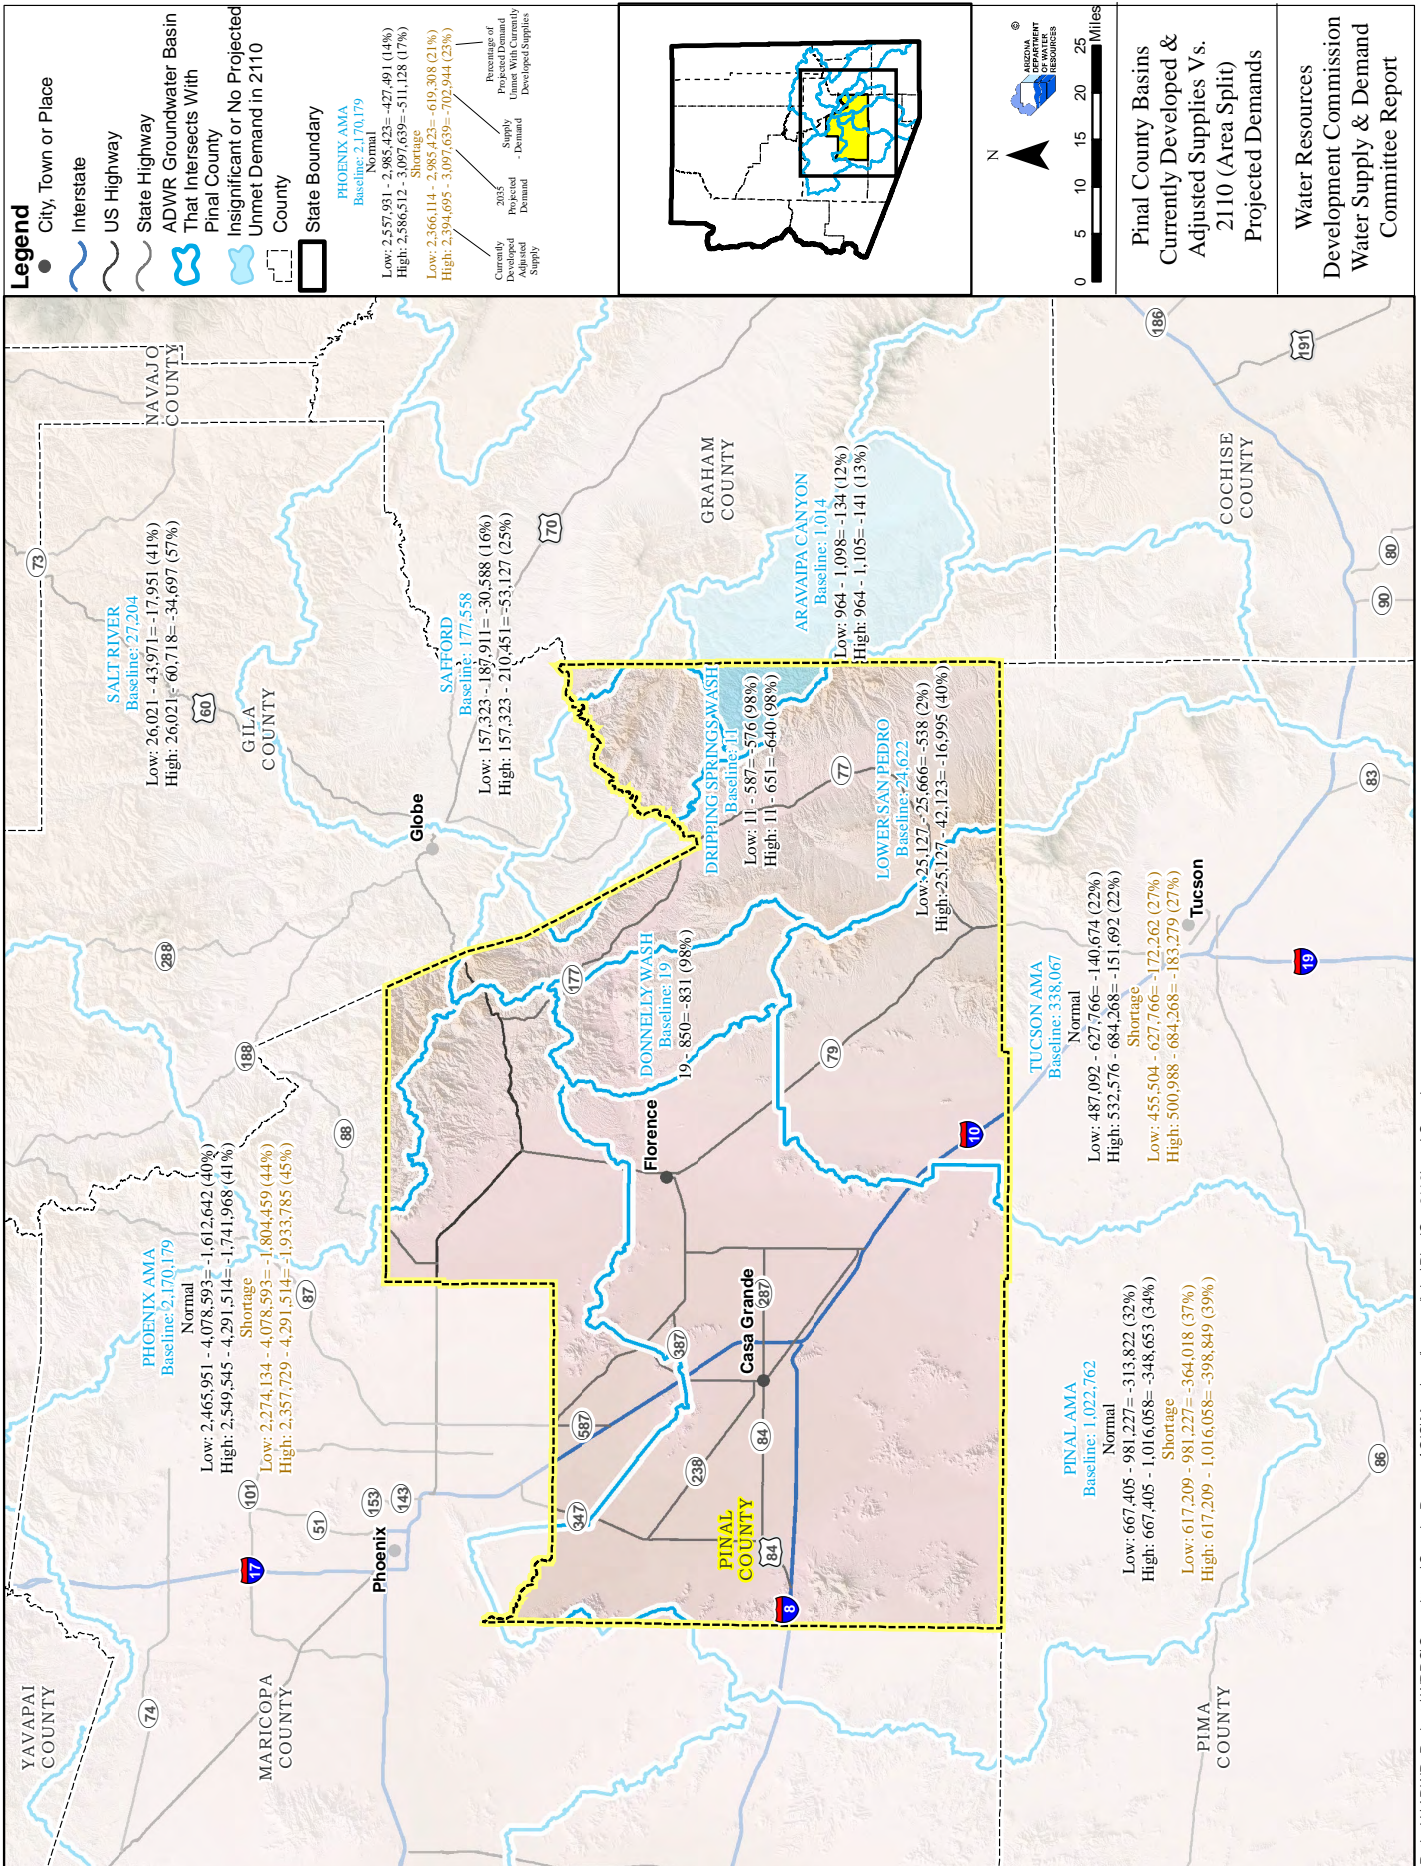 Legend
City, Town or Place
Interstate
US Highway
State Highway
ADWR Groundwater Basin
That Intersects With
Pinal County
Insignificant or No Projected
Unmet Demand in 2110
County
State Boundary
PHOENIX AMA
Baseline: 2,170,179
Normal
Low: 2,557,931 - 2,985,423= -427,491 (14%)
High: 2,586,512 - 3,097,639= -511,128 (17%)
Shortage
Low: 2,366,114 - 2,985,423= -619,308 (21%)
High: 2,394,695 - 3,097,639= -702,944 (23%)
Currently
Developed
Adjusted
Supply
2035
Projected
Demand
Supply
- Demand
Percentage of
Projected Demand
Unmet With Currently
Developed Supplies
©
ARIZONA
DEPARTMENT
OF WATER
RESOURCES
N
0 5 10 15 20 25
Miles
Pinal County Basins
Currently Developed &
Adjusted Supplies Vs.
2110 (Area Split)
Projected Demands
Water Resources
Development Commission
Water Supply & Demand
Committee Report
YAVAPAI
COUNTY
74
MARICOPA
COUNTY
17
101
51
153
143
Phoenix
PHOENIX AMA
Baseline: 2,170,179
Normal
Low: 2,465,951 - 4,078,593= -1,612,642 (40%)
High: 2,549,545 - 4,291,514= -1,741,968 (41%)
Shortage
Low: 2,274,134 - 4,078,593= -1,804,459 (44%)
High: 2,357,729 - 4,291,514= -1,933,785 (45%)
87
88
188
288
SALT RIVER
Baseline: 27,204
Low: 26,021 - 43,971= -17,951 (41%)
High: 26,021 - 60,718= -34,697 (57%)
60
GILA
COUNTY
73
NAVAJO
COUNTY
Globe
SAFFORD
Baseline: 177,558
Low: 157,323 - 187,911= -30,588 (16%)
High: 157,323 - 210,451= -53,127 (25%)
70
GRAHAM
COUNTY
347
587
387
238
84
PINAL
COUNTY
84
8
Casa Grande
287
Florence
177
DONNELLY WASH
Baseline: 19
19 - 850= -831 (98%)
79
10
DRIPPING SPRINGS WASH
Baseline: 11
Low: 11 - 587= -576 (98%)
High: 11 - 651= -640 (98%)
77
ARAVAIPA CANYON
Baseline: 1,014
Low: 964 - 1,098= -134 (12%)
High: 964 - 1,105= -141 (13%)
LOWER SAN PEDRO
Baseline: 24,622
Low: 25,127 - 25,666= -538 (2%)
High: 25,127 - 42,123= -16,995 (40%)
PINAL AMA
Baseline: 1,022,762
Normal
Low: 667,405 - 981,227= -313,822 (32%)
High: 667,405 - 1,016,058= -348,653 (34%)
Shortage
Low: 617,209 - 981,227= -364,018 (37%)
High: 617,209 - 1,016,058= -398,849 (39%)
TUCSON AMA
Baseline: 338,067
Normal
Low: 487,092 - 627,766= -140,674 (22%)
High: 532,576 - 684,268= -151,692 (22%)
Shortage
Low: 455,504 - 627,766= -172,262 (27%)
High: 500,988 - 684,268= -183,279 (27%)
Tucson
19
83
90
80
COCHISE
COUNTY
186
191
86
PIMA
COUNTY